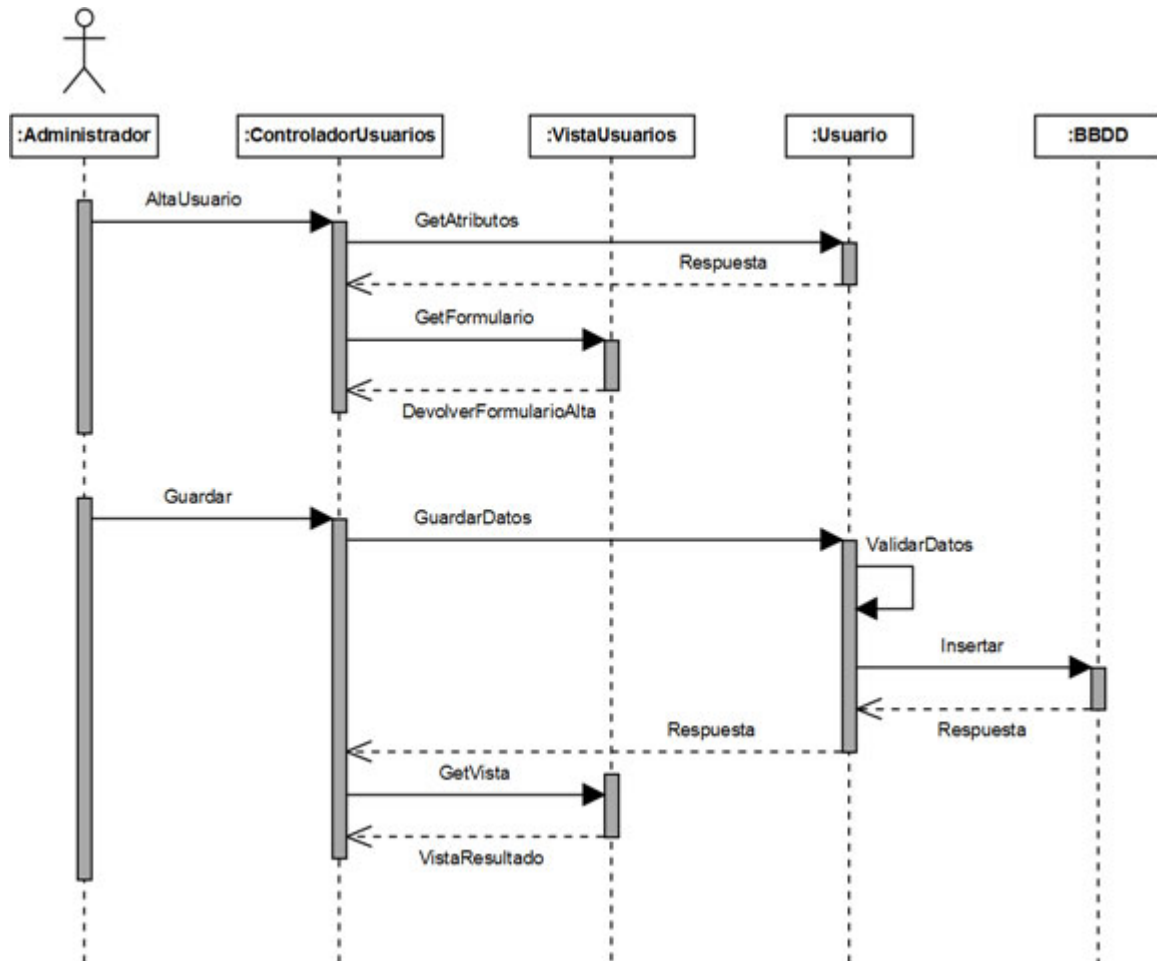 :Administrador
:ControladorUsuarios
:VistaUsuarios
:Usuario
:BBDD
AltaUsuario
GetAtributos
Respuesta
GetFormulario
DevolverFormularioAlta
Guardar
GuardarDatos
ValidarDatos
Insertar
Respuesta
Respuesta
GetVista
VistaResultado